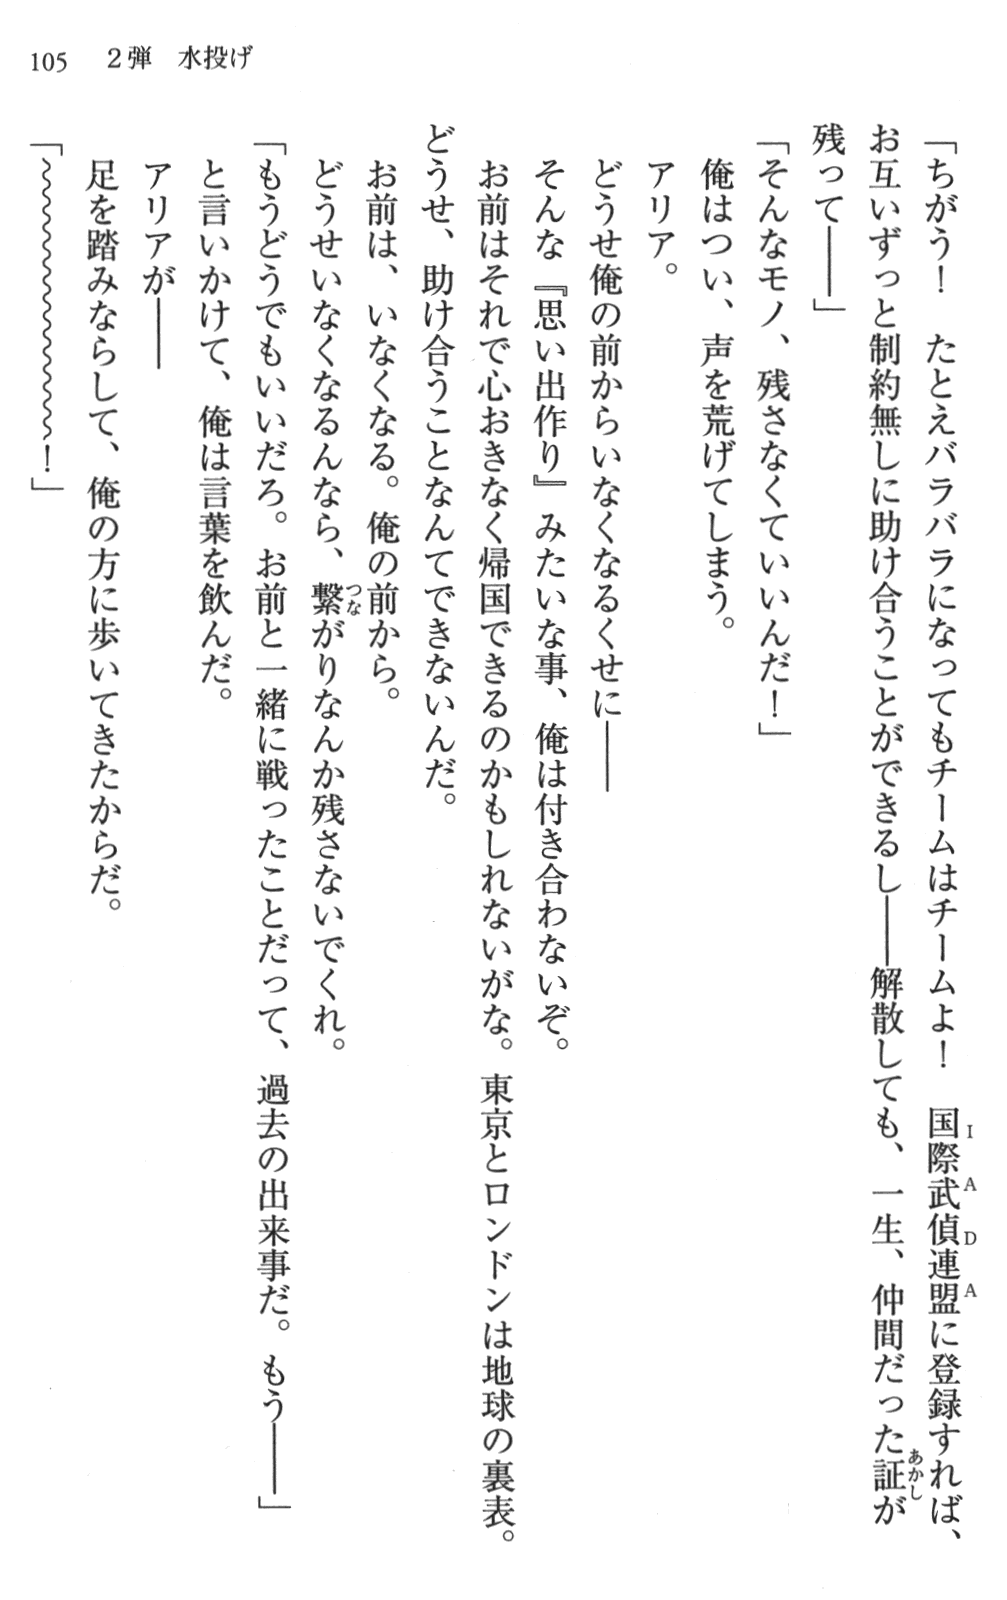 105　２弾　水投げ
「ちがう！　たとえバラバラになってもチームはチームよ！　国際武偵連盟に登録すれば、
IADA
お互いずっと制約無しに助け合うことができるし――解散しても、一生、仲間だった証が
あかし
残って――」
「そんなモノ、残さなくていいんだ！」
俺はつい、声を荒げてしまう。
アリア。
どうせ俺の前からいなくなるくせに――
そんな『思い出作り』みたいな事、俺は付き合わないぞ。
お前はそれで心おきなく帰国できるのかもしれないがな。東京とロンドンは地球の裏表。
どうせ、助け合うことなんてできないんだ。
お前は、いなくなる。俺の前から。
どうせいなくなるんなら、繋がりなんか残さないでくれ。
つな
「もうどうでもいいだろ。お前と一緒に戦ったことだって、過去の出来事だ。もう――」
と言いかけて、俺は言葉を飲んだ。
アリアが――
足を踏みならして、俺の方に歩いてきたからだ。
「～～～～～～～～！」